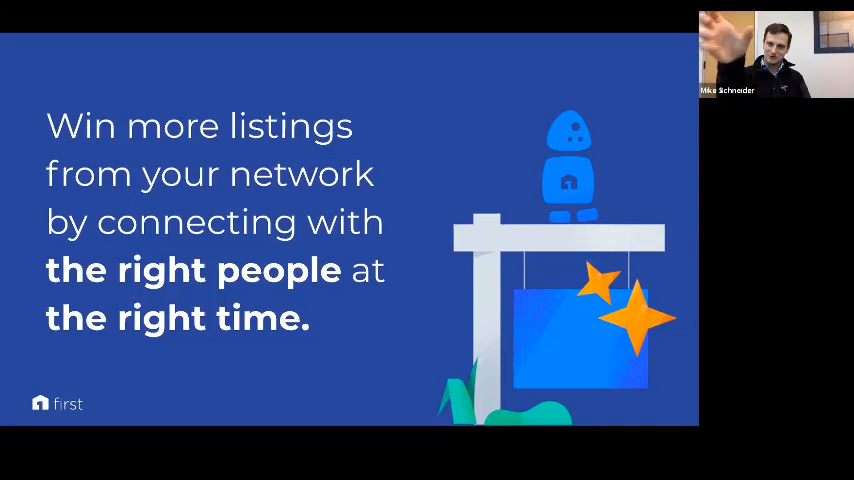 Win more listings
from your network
by connecting with
the right people at
the right time.
first
Mike Schneider